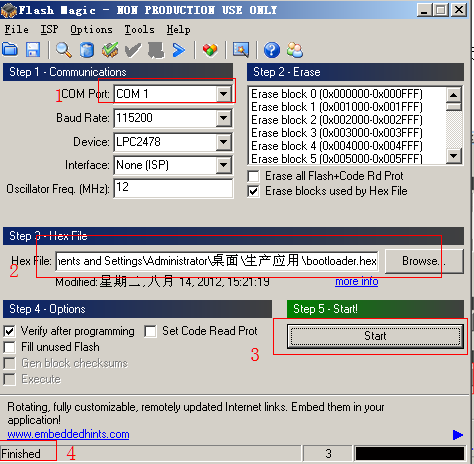 Flash Magic - NON PRODUCTION USE ONLY
File ISP Options Tools Help
Step 1 - Communications
1
COM Port: COM 1
Baud Rate: 115200
Device: LPC2478
Interface: None (ISP)
Oscillator Freq. (MHz): 12
Step 2 - Erase
Erase block 0 (0x000000-0x000FFF)
Erase block 1 (0x001000-0x001FFF)
Erase block 2 (0x002000-0x002FFF)
Erase block 3 (0x003000-0x003FFF)
Erase block 4 (0x004000-0x004FFF)
Erase block 5 (0x005000-0x005FFF)
Erase all Flash+Code Rd Prot
Erase blocks used by Hex File
Step 3 - Hex File
2
Hex File: ments and Settings\Administrator\桌面\生产应用\bootloader.hex Browse...
Modified: 星期二, 八月 14, 2012, 15:21:19 more info
Step 4 - Options
Verify after programming Set Code Read Prot
Fill unused Flash
Gen block checksums
Execute
Step 5 - Start!
Start
3
Rotating, fully customizable, remotely updated Internet links. Embed them in your
application!
www.embeddedhints.com
Finished 4 3